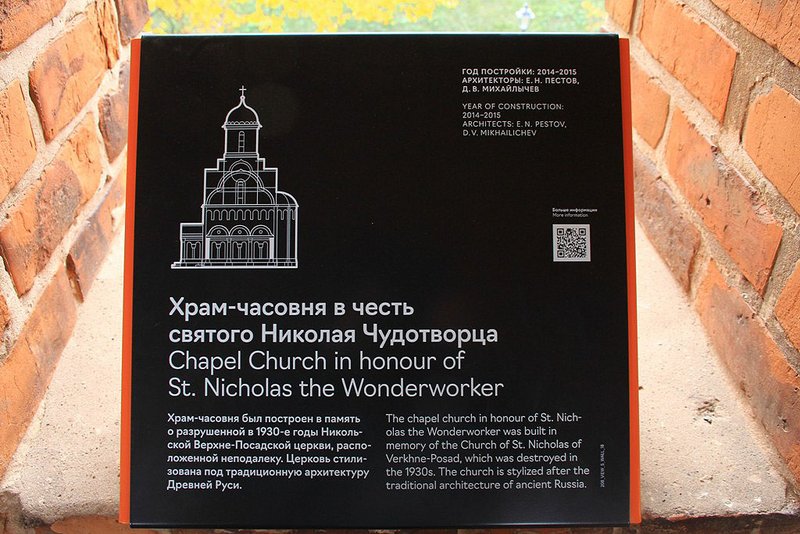 ГОД ПОСТРОЙКИ: 2014–2015
АРХИТЕКТОРЫ: Е. Н. ПЕСТОВ,
Д. В. МИХАЙЛЫЧЕВ
YEAR OF CONSTRUCTION:
2014–2015
ARCHITECTS: E. N. PESTOV,
D.V. MIKHAILICHEV
Больше информации
More information
Храм-часовня в честь
святого Николая Чудотворца
Chapel Church in honour of
St. Nicholas the Wonderworker
Храм-часовня был построен в память
о разрушенной в 1930-е годы Николь-
ской Верхне-Посадской церкви, распо-
ложенной неподалеку. Церковь стили-
зована под традиционную архитектуру
Древней Руси.
The chapel church in honour of St. Nich-
olas the Wonderworker was built in
memory of the Church of St. Nicholas of
Verkhne-Posad, which was destroyed in
the 1930s. The church is stylized after the
traditional architecture of ancient Russia.